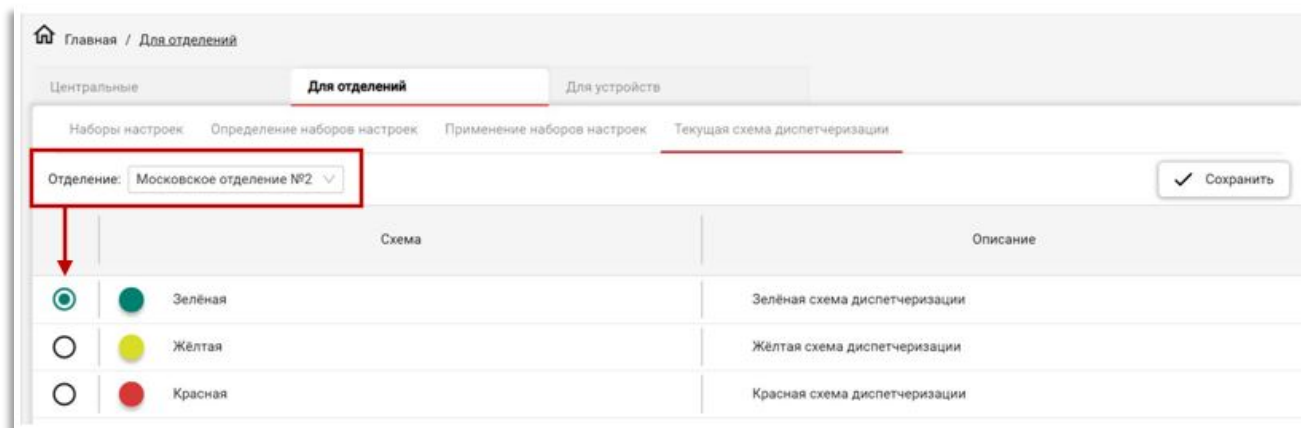 Главная / Для отделений
Центральные Для отделений Для устройств
Наборы настроек Определение наборов настроек Применение наборов настроек Текущая схема диспетчеризации
Отделение: Московское отделение №2 Сохранить
Схема Описание
Зелёная Зелёная схема диспетчеризации
Жёлтая Жёлтая схема диспетчеризации
Красная Красная схема диспетчеризации